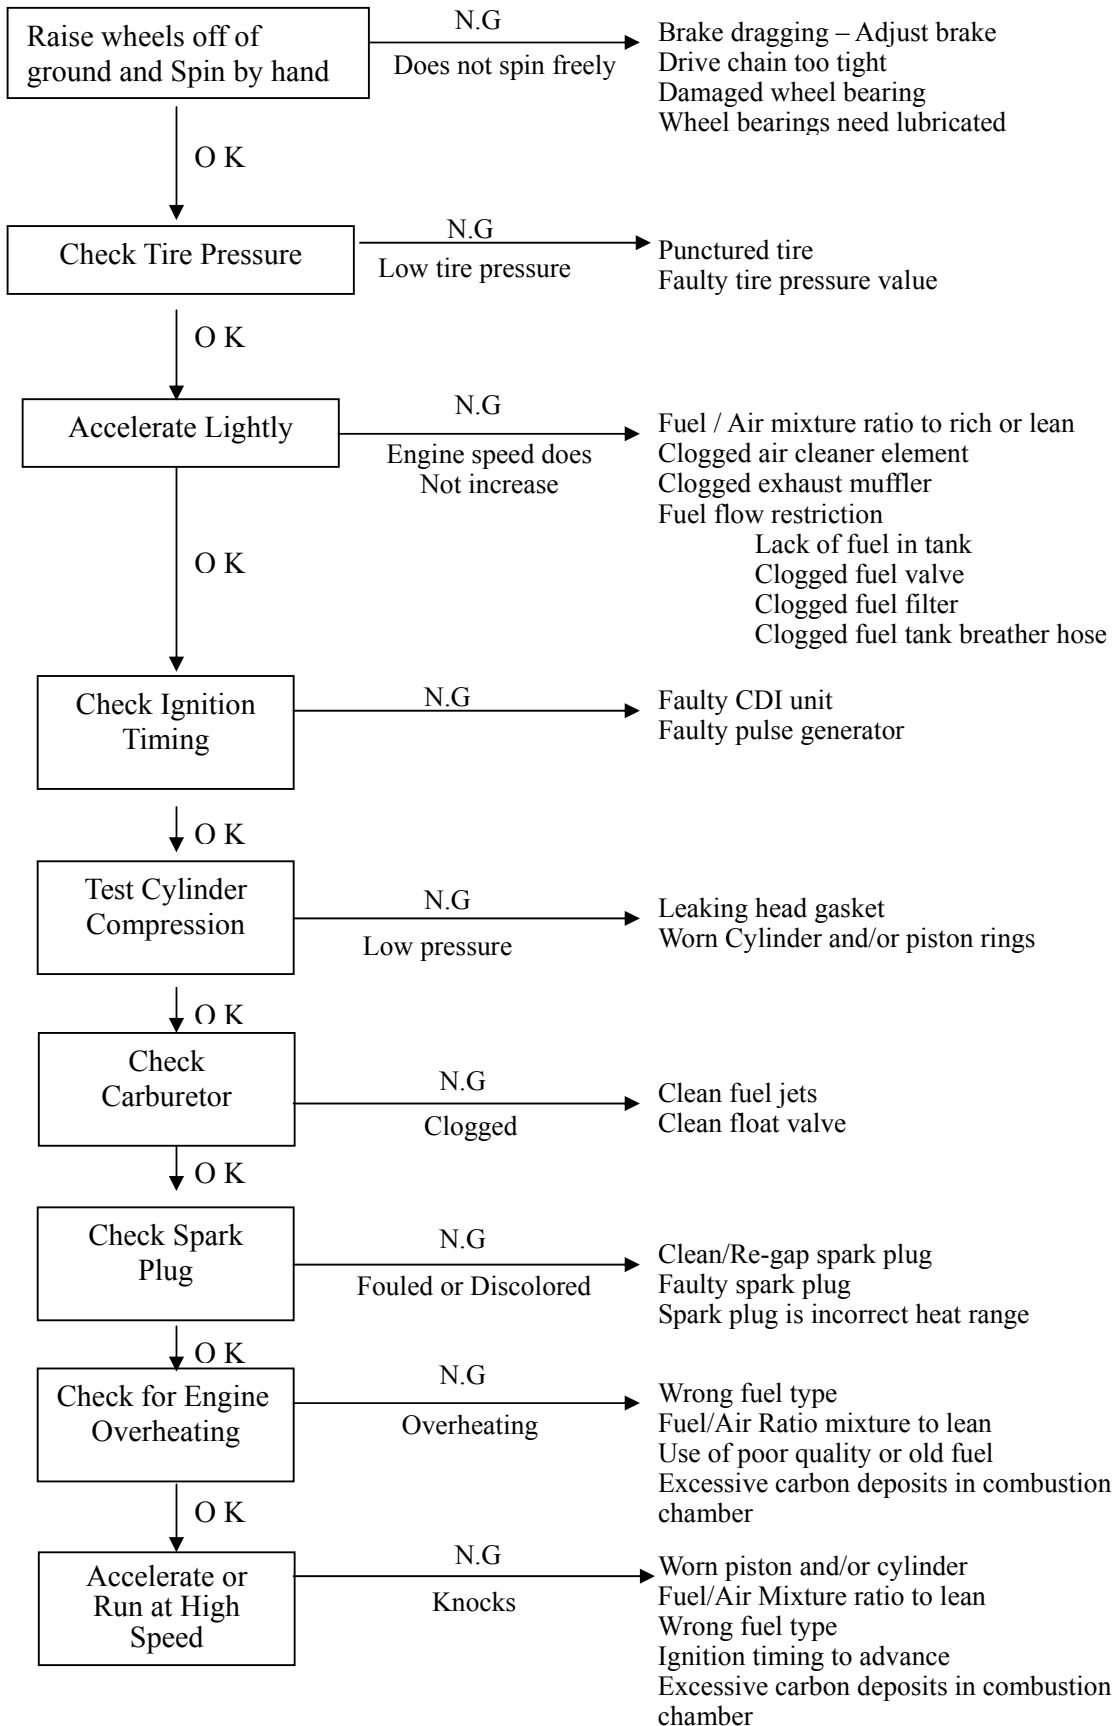 Raise wheels off of
ground and Spin by hand
N.G
Does not spin freely
Brake dragging – Adjust brake
Drive chain too tight
Damaged wheel bearing
Wheel bearings need lubricated
O K
Check Tire Pressure
N.G
Low tire pressure
Punctured tire
Faulty tire pressure value
O K
Accelerate Lightly
N.G
Engine speed does
Not increase
Fuel / Air mixture ratio to rich or lean
Clogged air cleaner element
Clogged exhaust muffler
Fuel flow restriction
Lack of fuel in tank
Clogged fuel valve
Clogged fuel filter
Clogged fuel tank breather hose
O K
Check Ignition
Timing
N.G
Faulty CDI unit
Faulty pulse generator
O K
Test Cylinder
Compression
N.G
Low pressure
Leaking head gasket
Worn Cylinder and/or piston rings
O K
Check
Carburetor
N.G
Clogged
Clean fuel jets
Clean float valve
O K
Check Spark
Plug
N.G
Fouled or Discolored
Clean/Re-gap spark plug
Faulty spark plug
Spark plug is incorrect heat range
O K
Check for Engine
Overheating
N.G
Overheating
Wrong fuel type
Fuel/Air Ratio mixture to lean
Use of poor quality or old fuel
Excessive carbon deposits in combustion
chamber
O K
Accelerate or
Run at High
Speed
N.G
Knocks
Worn piston and/or cylinder
Fuel/Air Mixture ratio to lean
Wrong fuel type
Ignition timing to advance
Excessive carbon deposits in combustion
chamber